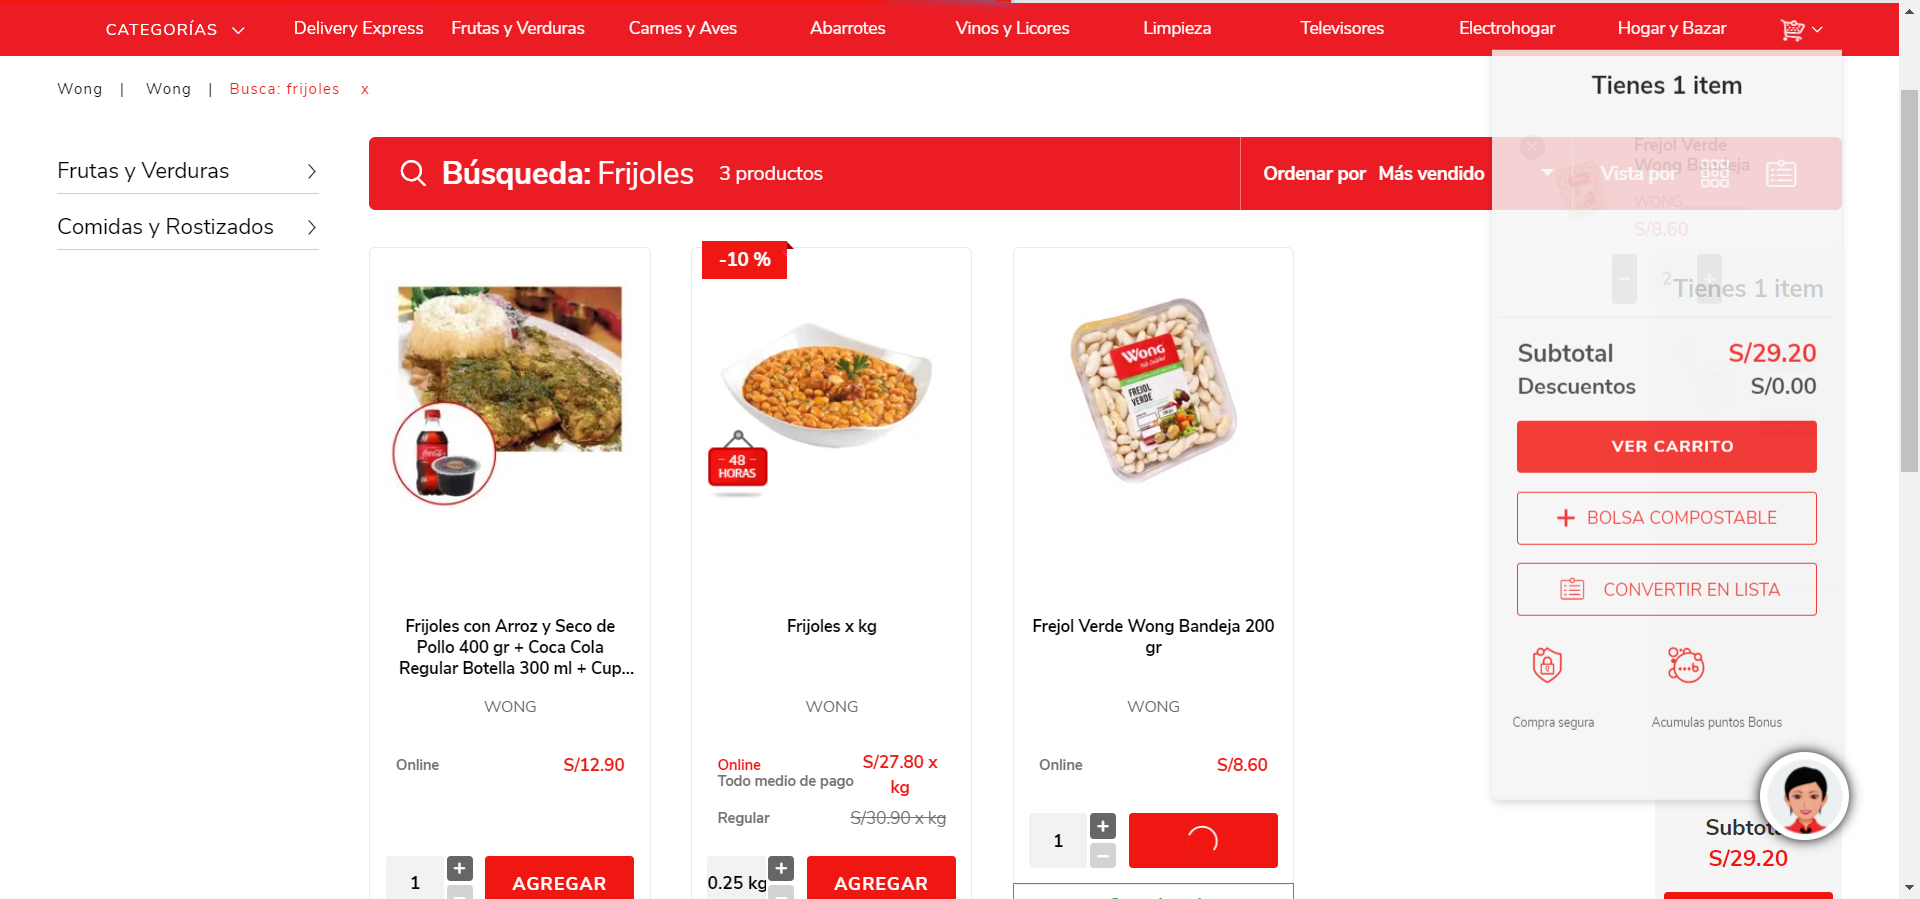 CATEGORÍAS
Delivery Express
Frutas y Verduras
Carnes y Aves
Abarrotes
Vinos y Licores
Limpieza
Televisores
Electrohogar
Hogar y Bazar
Wong | Wong | Busca: frijoles x
Frutas y Verduras
Comidas y Rostizados
Búsqueda: Frijoles 3 productos
Ordenar por Más vendido
Vista por
Frijoles con Arroz y Seco de
Pollo 400 gr + Coca Cola
Regular Botella 300 ml + Cup...
WONG
Online S/12.90
1
AGREGAR
-10 %
48
HORAS
Frijoles x kg
WONG
Online
Todo medio de pago
S/27.80 x
kg
Regular S/30.90 x kg
0.25 kg
AGREGAR
WONG
FREJOL
VERDE
Frejol Verde Wong Bandeja 200
gr
WONG
Online S/8.60
1
Tienes 1 item
Frejol Verde
Wong Bandeja
WONG
S/8.60
2
Tienes 1 item
Subtotal S/29.20
Descuentos S/0.00
VER CARRITO
BOLSA COMPOSTABLE
CONVERTIR EN LISTA
Compra segura
Acumulas puntos Bonus
S/29.20